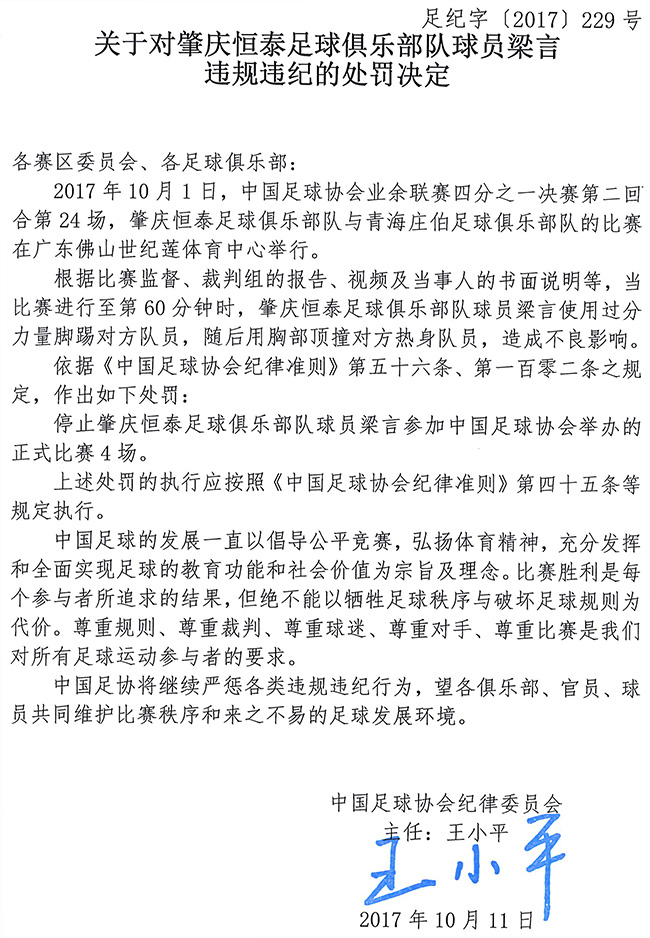 足纪字〔2017〕229号
关于对肇庆恒泰足球俱乐部队球员梁言
违规违纪的处罚决定
各赛区委员会、各足球俱乐部：
2017年10月1日，中国足球协会业余联赛四分之一决赛第二回
合第24场，肇庆恒泰足球俱乐部队与青海庄伯足球俱乐部队的比赛
在广东佛山世纪莲体育中心举行。
根据比赛监督、裁判组的报告、视频及当事人的书面说明等，当
比赛进行至第60分钟时，肇庆恒泰足球俱乐部队球员梁言使用过分
力量脚踢对方队员，随后用胸部顶撞对方热身队员，造成不良影响。
依据《中国足球协会纪律准则》第五十六条、第一百零二条之规
定，作出如下处罚：
停止肇庆恒泰足球俱乐部队球员梁言参加中国足球协会举办的
正式比赛4场。
上述处罚的执行应按照《中国足球协会纪律准则》第四十五条等
规定执行。
中国足球的发展一直以倡导公平竞赛，弘扬体育精神，充分发挥
和全面实现足球的教育功能和社会价值为宗旨及理念。比赛胜利是每
个参与者所追求的结果，但绝不能以牺牲足球秩序与破坏足球规则为
代价。尊重规则、尊重裁判、尊重球迷、尊重对手、尊重比赛是我们
对所有足球运动参与者的要求。
中国足协将继续严惩各类违规违纪行为，望各俱乐部、官员、球
员共同维护比赛秩序和来之不易的足球发展环境。
中国足球协会纪律委员会
主任：王小平
王小平
2017年10月11日